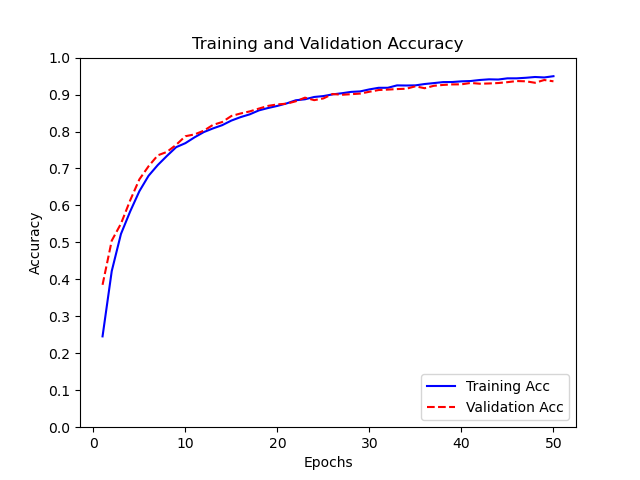 Training and Validation Accuracy
1.0
0.9
0.8
0.7
0.6
0.5
0.4
0.3
0.2
0.1
0.0
Accuracy
0 10 20 30 40 50
Epochs
Training Acc
Validation Acc